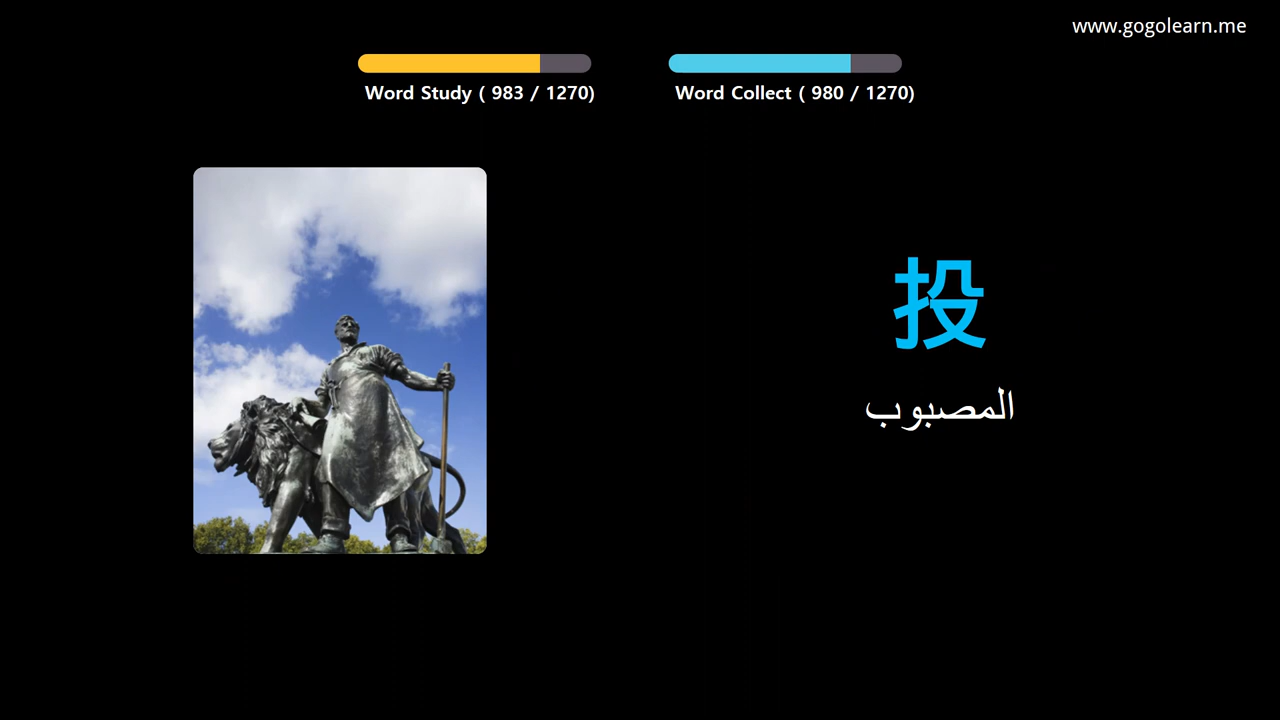 www.gogolearn.me
Word Study ( 983 / 1270)
Word Collect ( 980 / 1270)
投
المصبوب